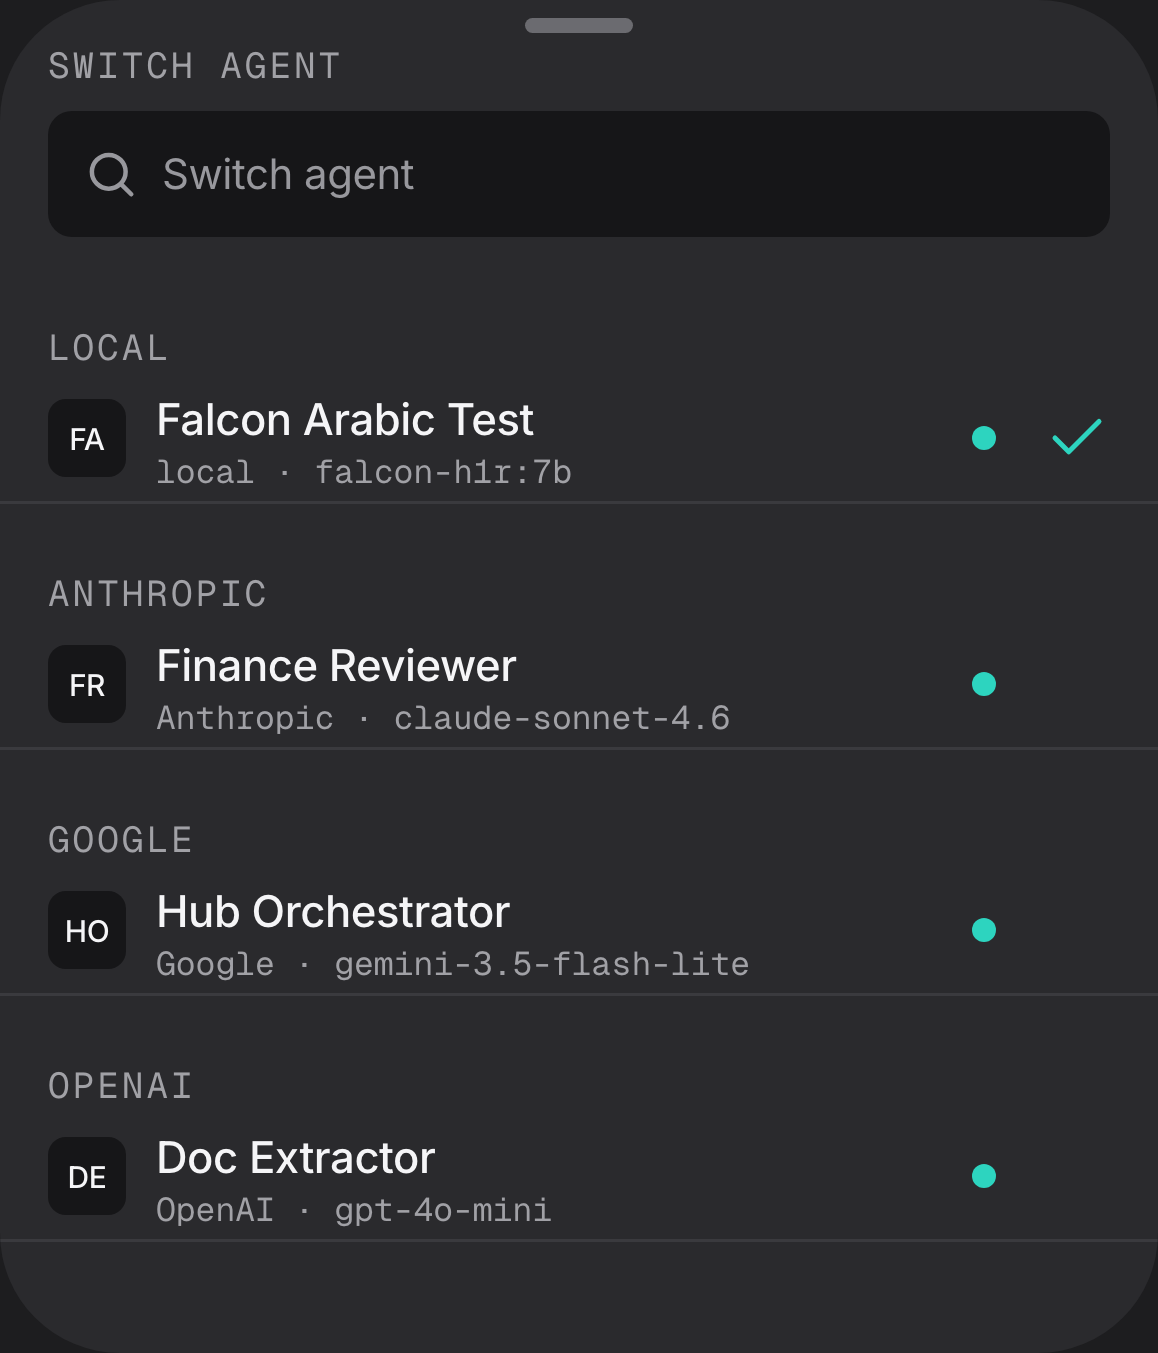 SWITCH AGENT
Switch agent
LOCAL
FA
Falcon Arabic Test
local · falcon-h1r:7b
ANTHROPIC
FR
Finance Reviewer
Anthropic · claude-sonnet-4.6
GOOGLE
HO
Hub Orchestrator
Google · gemini-3.5-flash-lite
OPENAI
DE
Doc Extractor
OpenAI · gpt-4o-mini